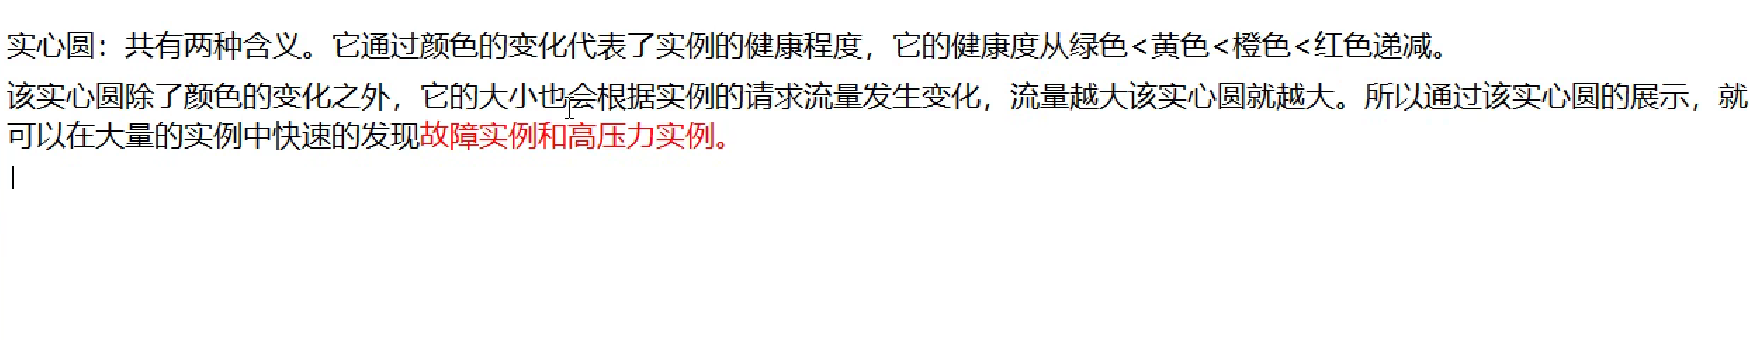 实心圆：共有两种含义。它通过颜色的变化代表了实例的健康程度，它的健康度从绿色<黄色<橙色<红色递减。
该实心圆除了颜色的变化之外，它的大小也会根据实例的请求流量发生变化，流量越大该实心圆就越大。所以通过该实心圆的展示，就
可以在大量的实例中快速的发现故障实例和高压力实例。